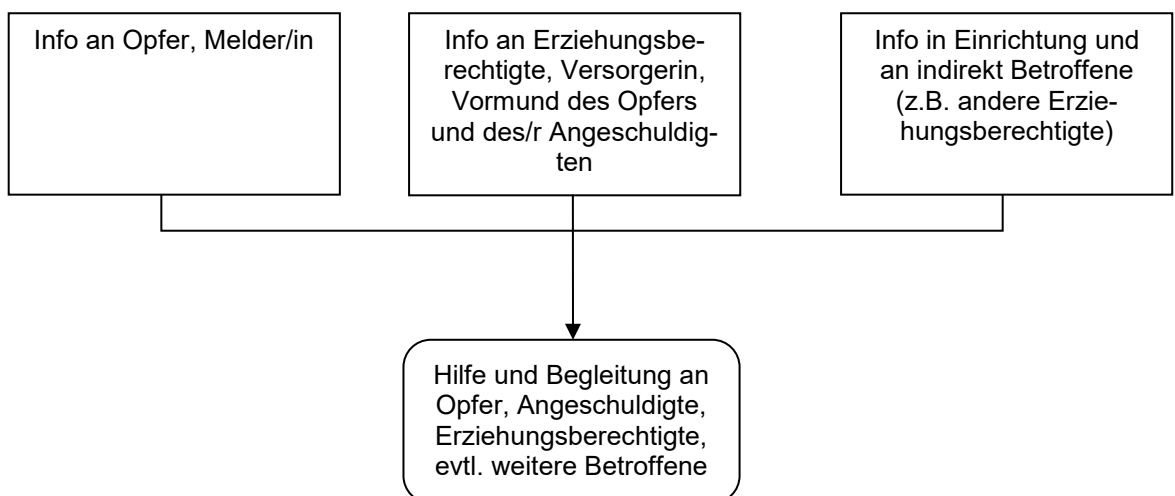 Info an Opfer, Melder/in
Info an Erziehungsbe-
rechtigte, Versorgerin,
Vormund des Opfers
und des/r Angeschuldig-
ten
Info in Einrichtung und
an indirekt Betroffene
(z.B. andere Erzie-
hungsberechtigte)
Hilfe und Begleitung an
Opfer, Angeschuldigte,
Erziehungsberechtigte,
evtl. weitere Betroffene